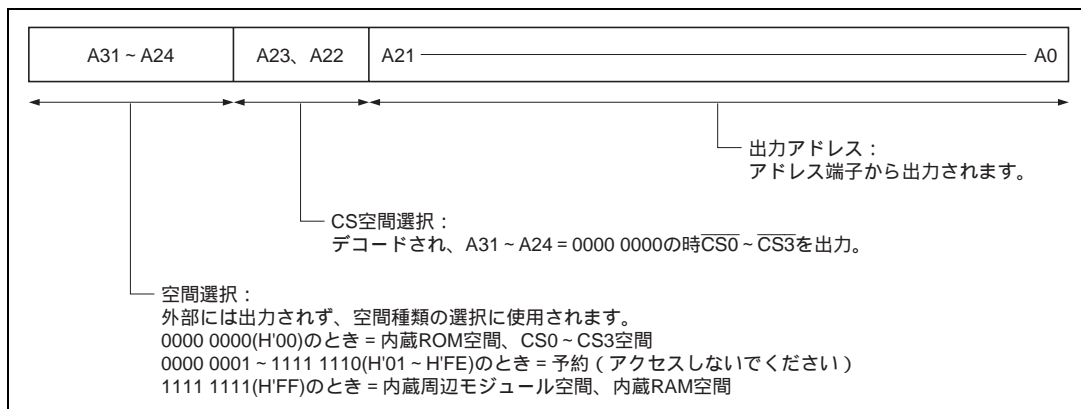 A31 ~ A24
A23、A22
A21 A0
出力アドレス：
アドレス端子から出力されます。
CS空間選択：
デコードされ、A31 ~ A24 = 0000 0000の時CS0 ~ CS3を出力。
空間選択：
外部には出力されず、空間種類の選択に使用されます。
0000 0000(H'00)のとき = 内蔵ROM空間、CS0 ~ CS3空間
0000 0001 ~ 1111 1110(H'01 ~ H'FE)のとき = 予約（アクセスしないでください）
1111 1111(H'FF)のとき = 内蔵周辺モジュール空間、内蔵RAM空間